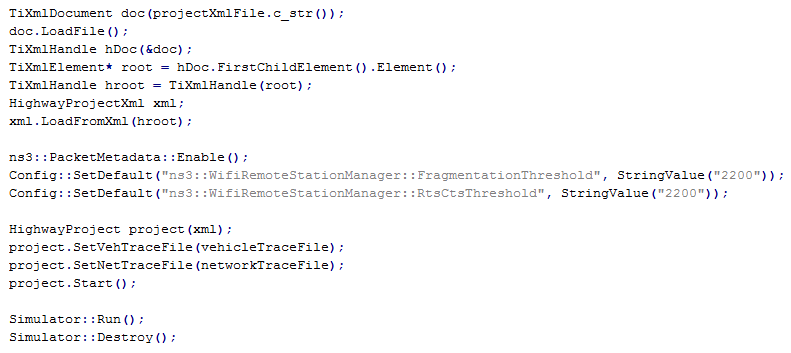 TiXmlDocument doc(projectXmlFile.c_str());
doc.LoadFile();
TiXmlHandle hDoc(&doc);
TiXmlElement* root = hDoc.FirstChildElement().Element();
TiXmlHandle hroot = TiXmlHandle(root);
HighwayProjectXml xml;
xml.LoadFromXml(hroot);

ns3::PacketMetadata::Enable();
Config::SetDefault("ns3::WifiRemoteStationManager::FragmentationThreshold", StringValue("2200"));
Config::SetDefault("ns3::WifiRemoteStationManager::RtsCtsThreshold", StringValue("2200"));

HighwayProject project(xml);
project.SetVehTraceFile(vehicleTraceFile);
project.SetNetTraceFile(networkTraceFile);
project.Start();

Simulator::Run();
Simulator::Destroy();